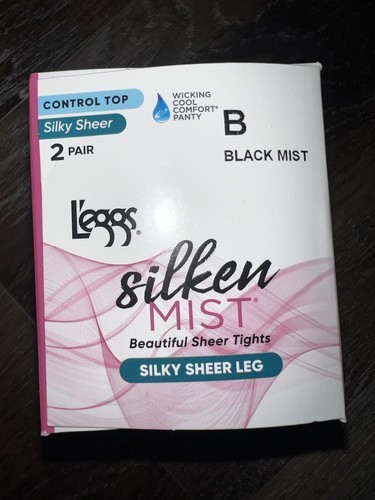 CONTROL TOP
Silky Sheer
2 PAIR
WICKING
COOL
COMFORT®
PANTY
B
BLACK MIST
L'eggs®
silken
MIST®
Beautiful Sheer Tights
SILKY SHEER LEG